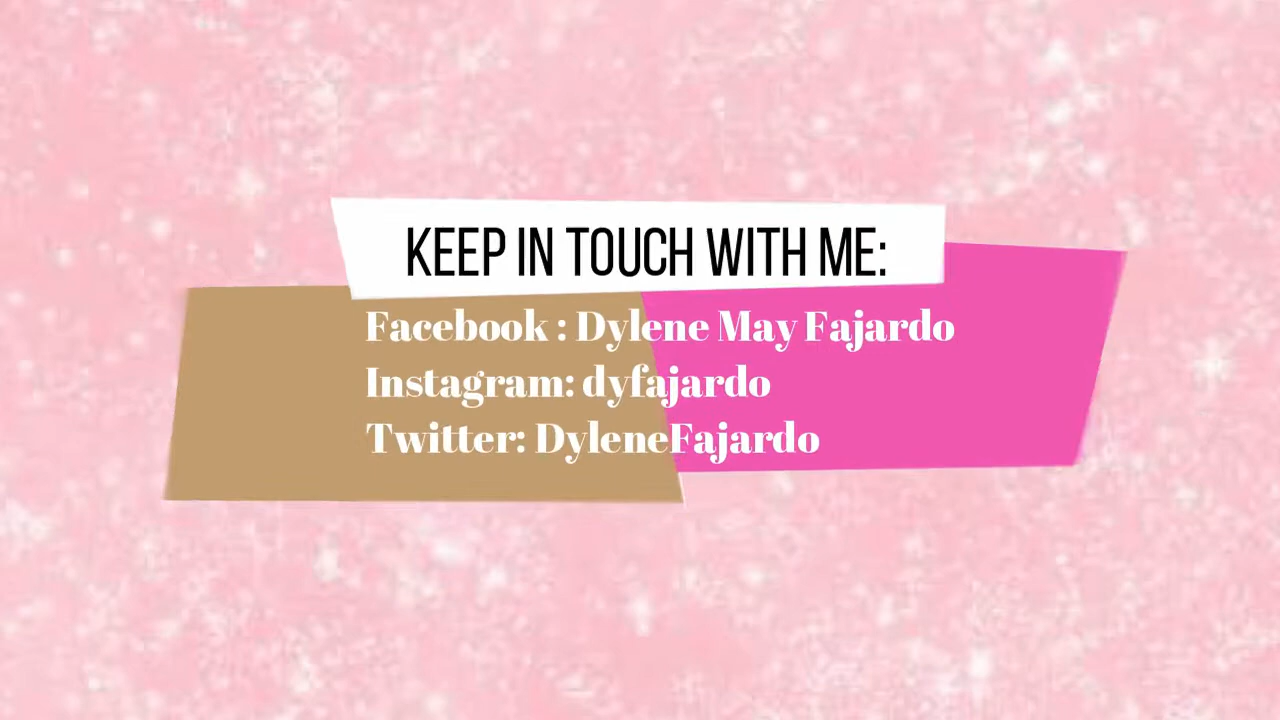 KEEP IN TOUCH WITH ME:
Facebook : Dylene May Fajardo
Instagram: dyfajardo
Twitter: DyleneFajardo